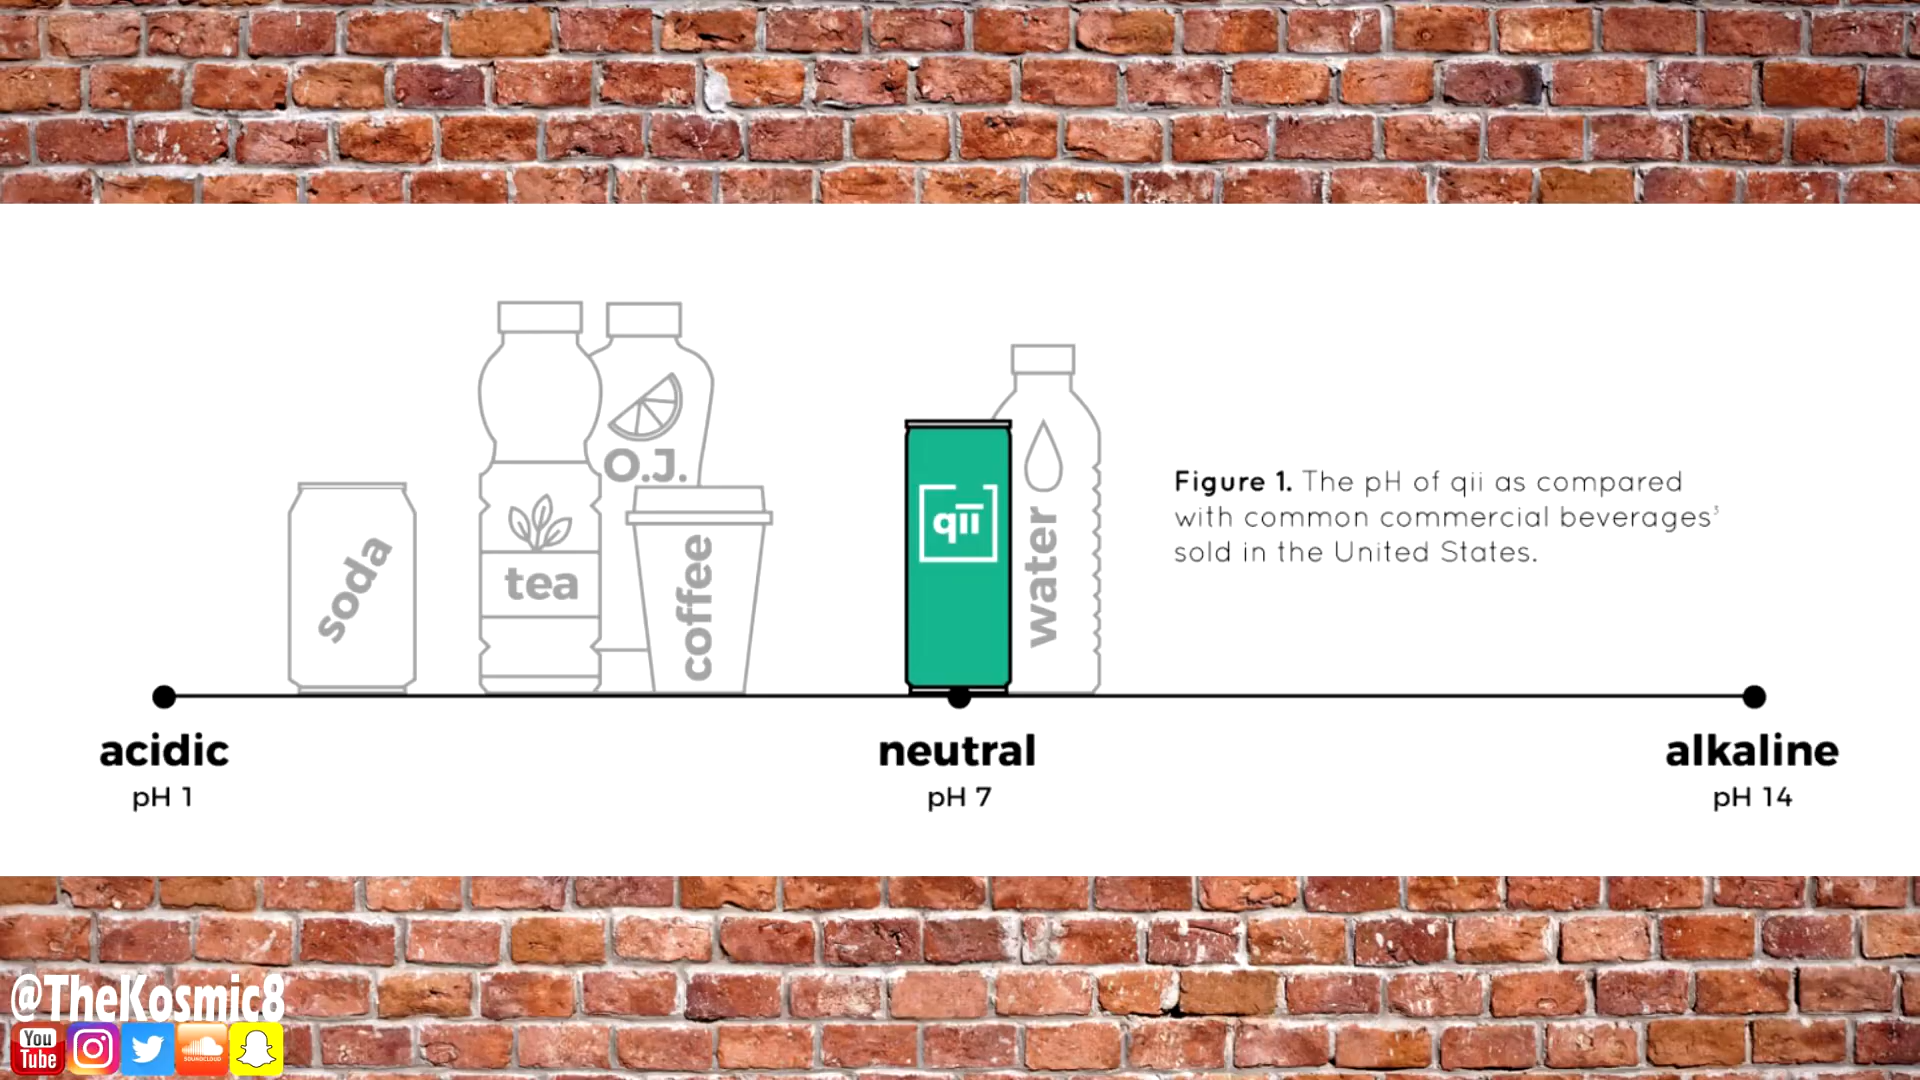 O.J.
soda
tea
coffee
qii
water
Figure 1. The pH of qii as compared
with common commercial beverages³
sold in the United States.
acidic
neutral
alkaline
pH 1
pH 7
pH 14
@TheKosmic8
You
Tube
SOUNDCLOUD